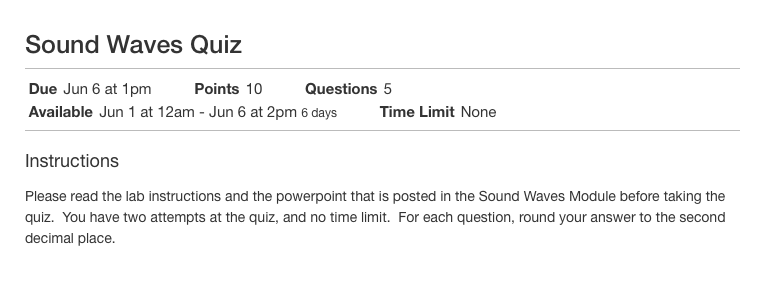 Sound Waves Quiz
Due Jun 6 at 1pm Points 10 Questions 5
Available Jun 1 at 12am - Jun 6 at 2pm 6 days Time Limit None
Instructions
Please read the lab instructions and the powerpoint that is posted in the Sound Waves Module before taking the
quiz.  You have two attempts at the quiz, and no time limit.  For each question, round your answer to the second
decimal place.